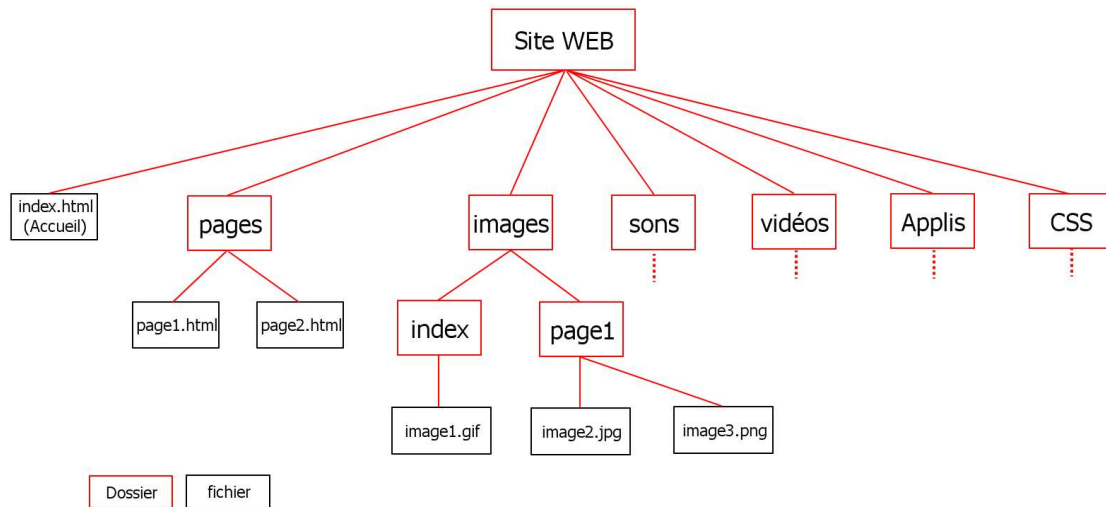 Site WEB
index.html
(Accueil)
pages
images
sons
vidéos
Applis
CSS
page1.html
page2.html
index
page1
image1.gif
image2.jpg
image3.png
Dossier
fichier